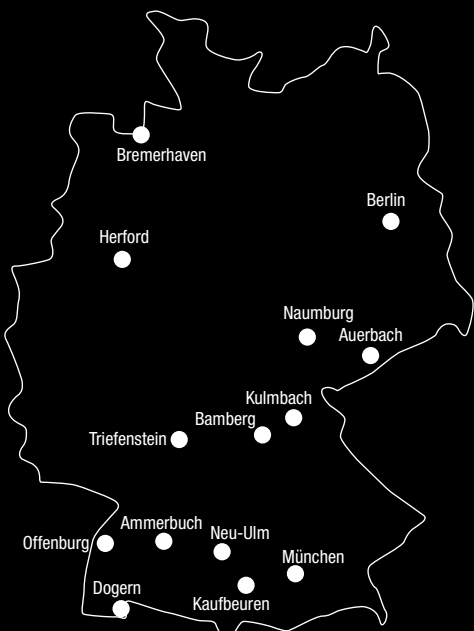 Bremerhaven
Berlin
Herford
Naumburg
Auerbach
Kulmbach
Bamberg
Triefenstein
Ammerbuch
Neu-Ulm
Offenburg
München
Dogern
Kaufbeuren